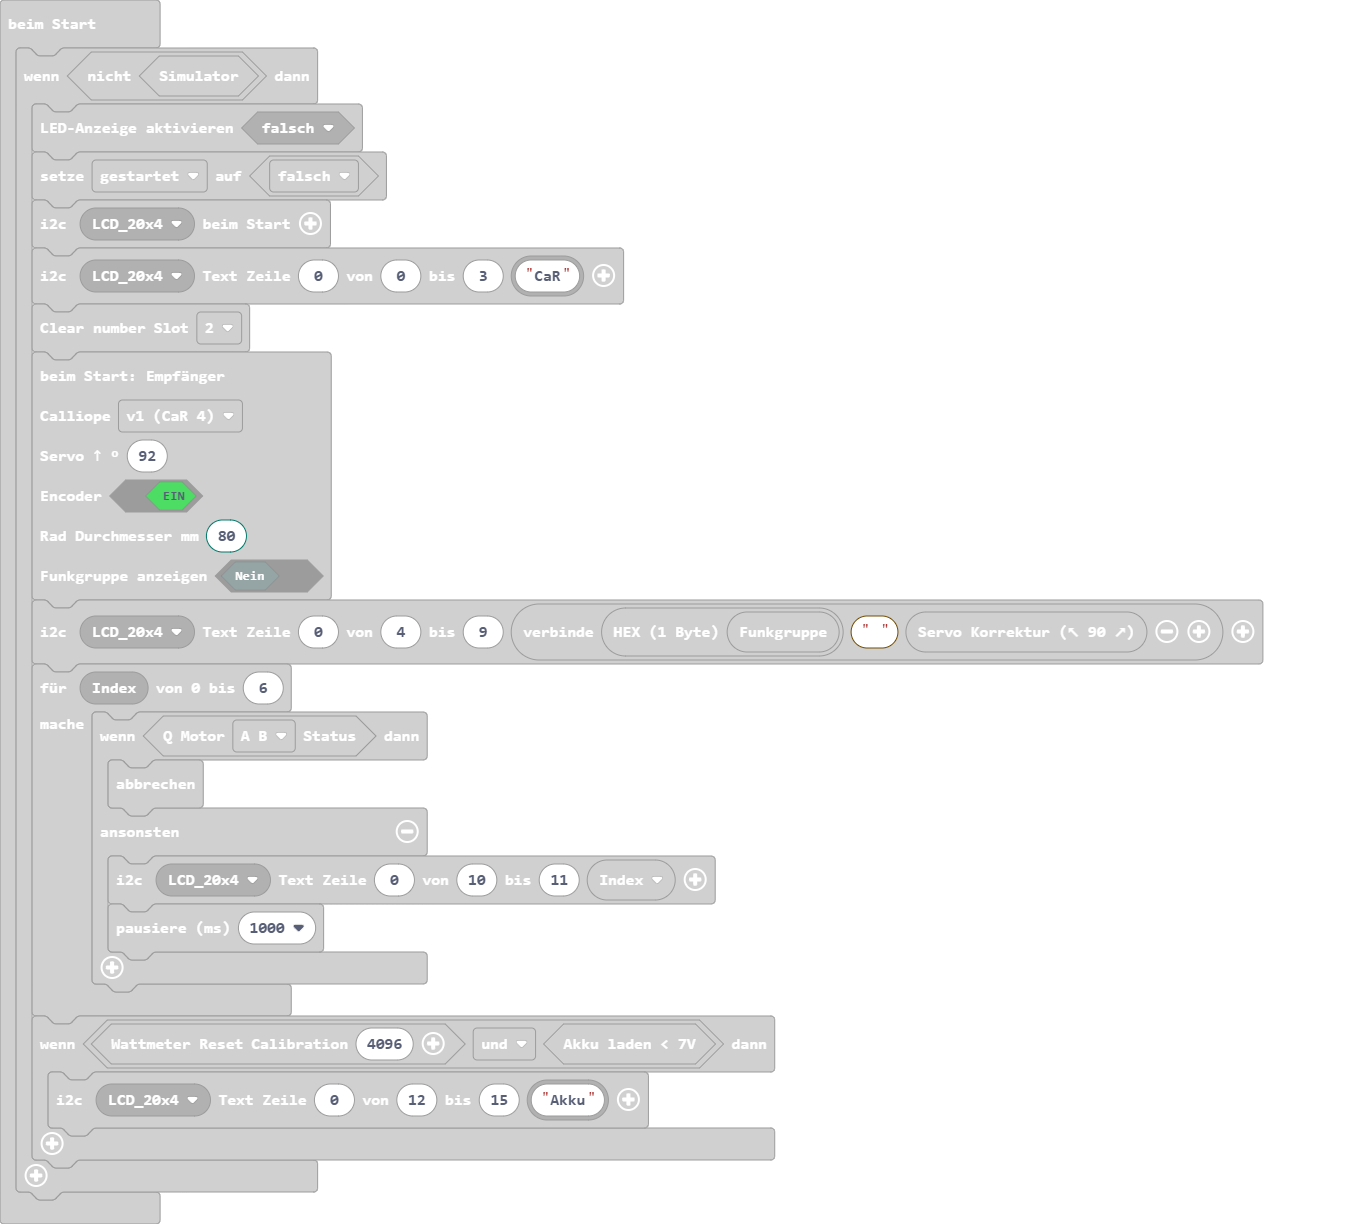 beim Start
wenn nicht Simulator dann
LED-Anzeige aktivieren falsch
setze gestartet auf falsch
i2c LCD_20x4 beim Start
i2c LCD_20x4 Text Zeile 0 von 0 bis 3 "CaR"
Clear number Slot 2
beim Start: Empfänger
Calliope v1 (CaR 4)
Servo ↑ º 92
Encoder EIN
Rad Durchmesser mm 80
Funkgruppe anzeigen Nein
i2c LCD_20x4 Text Zeile 0 von 4 bis 9 verbinde HEX (1 Byte) Funkgruppe " " Servo Korrektur (↖ 90 ↗)
für Index von 0 bis 6
mache
wenn Q Motor A B Status dann
abbrechen
ansonsten
i2c LCD_20x4 Text Zeile 0 von 10 bis 11 Index
pausiere (ms) 1000
wenn Wattmeter Reset Calibration 4096 und Akku laden < 7V dann
i2c LCD_20x4 Text Zeile 0 von 12 bis 15 "Akku"